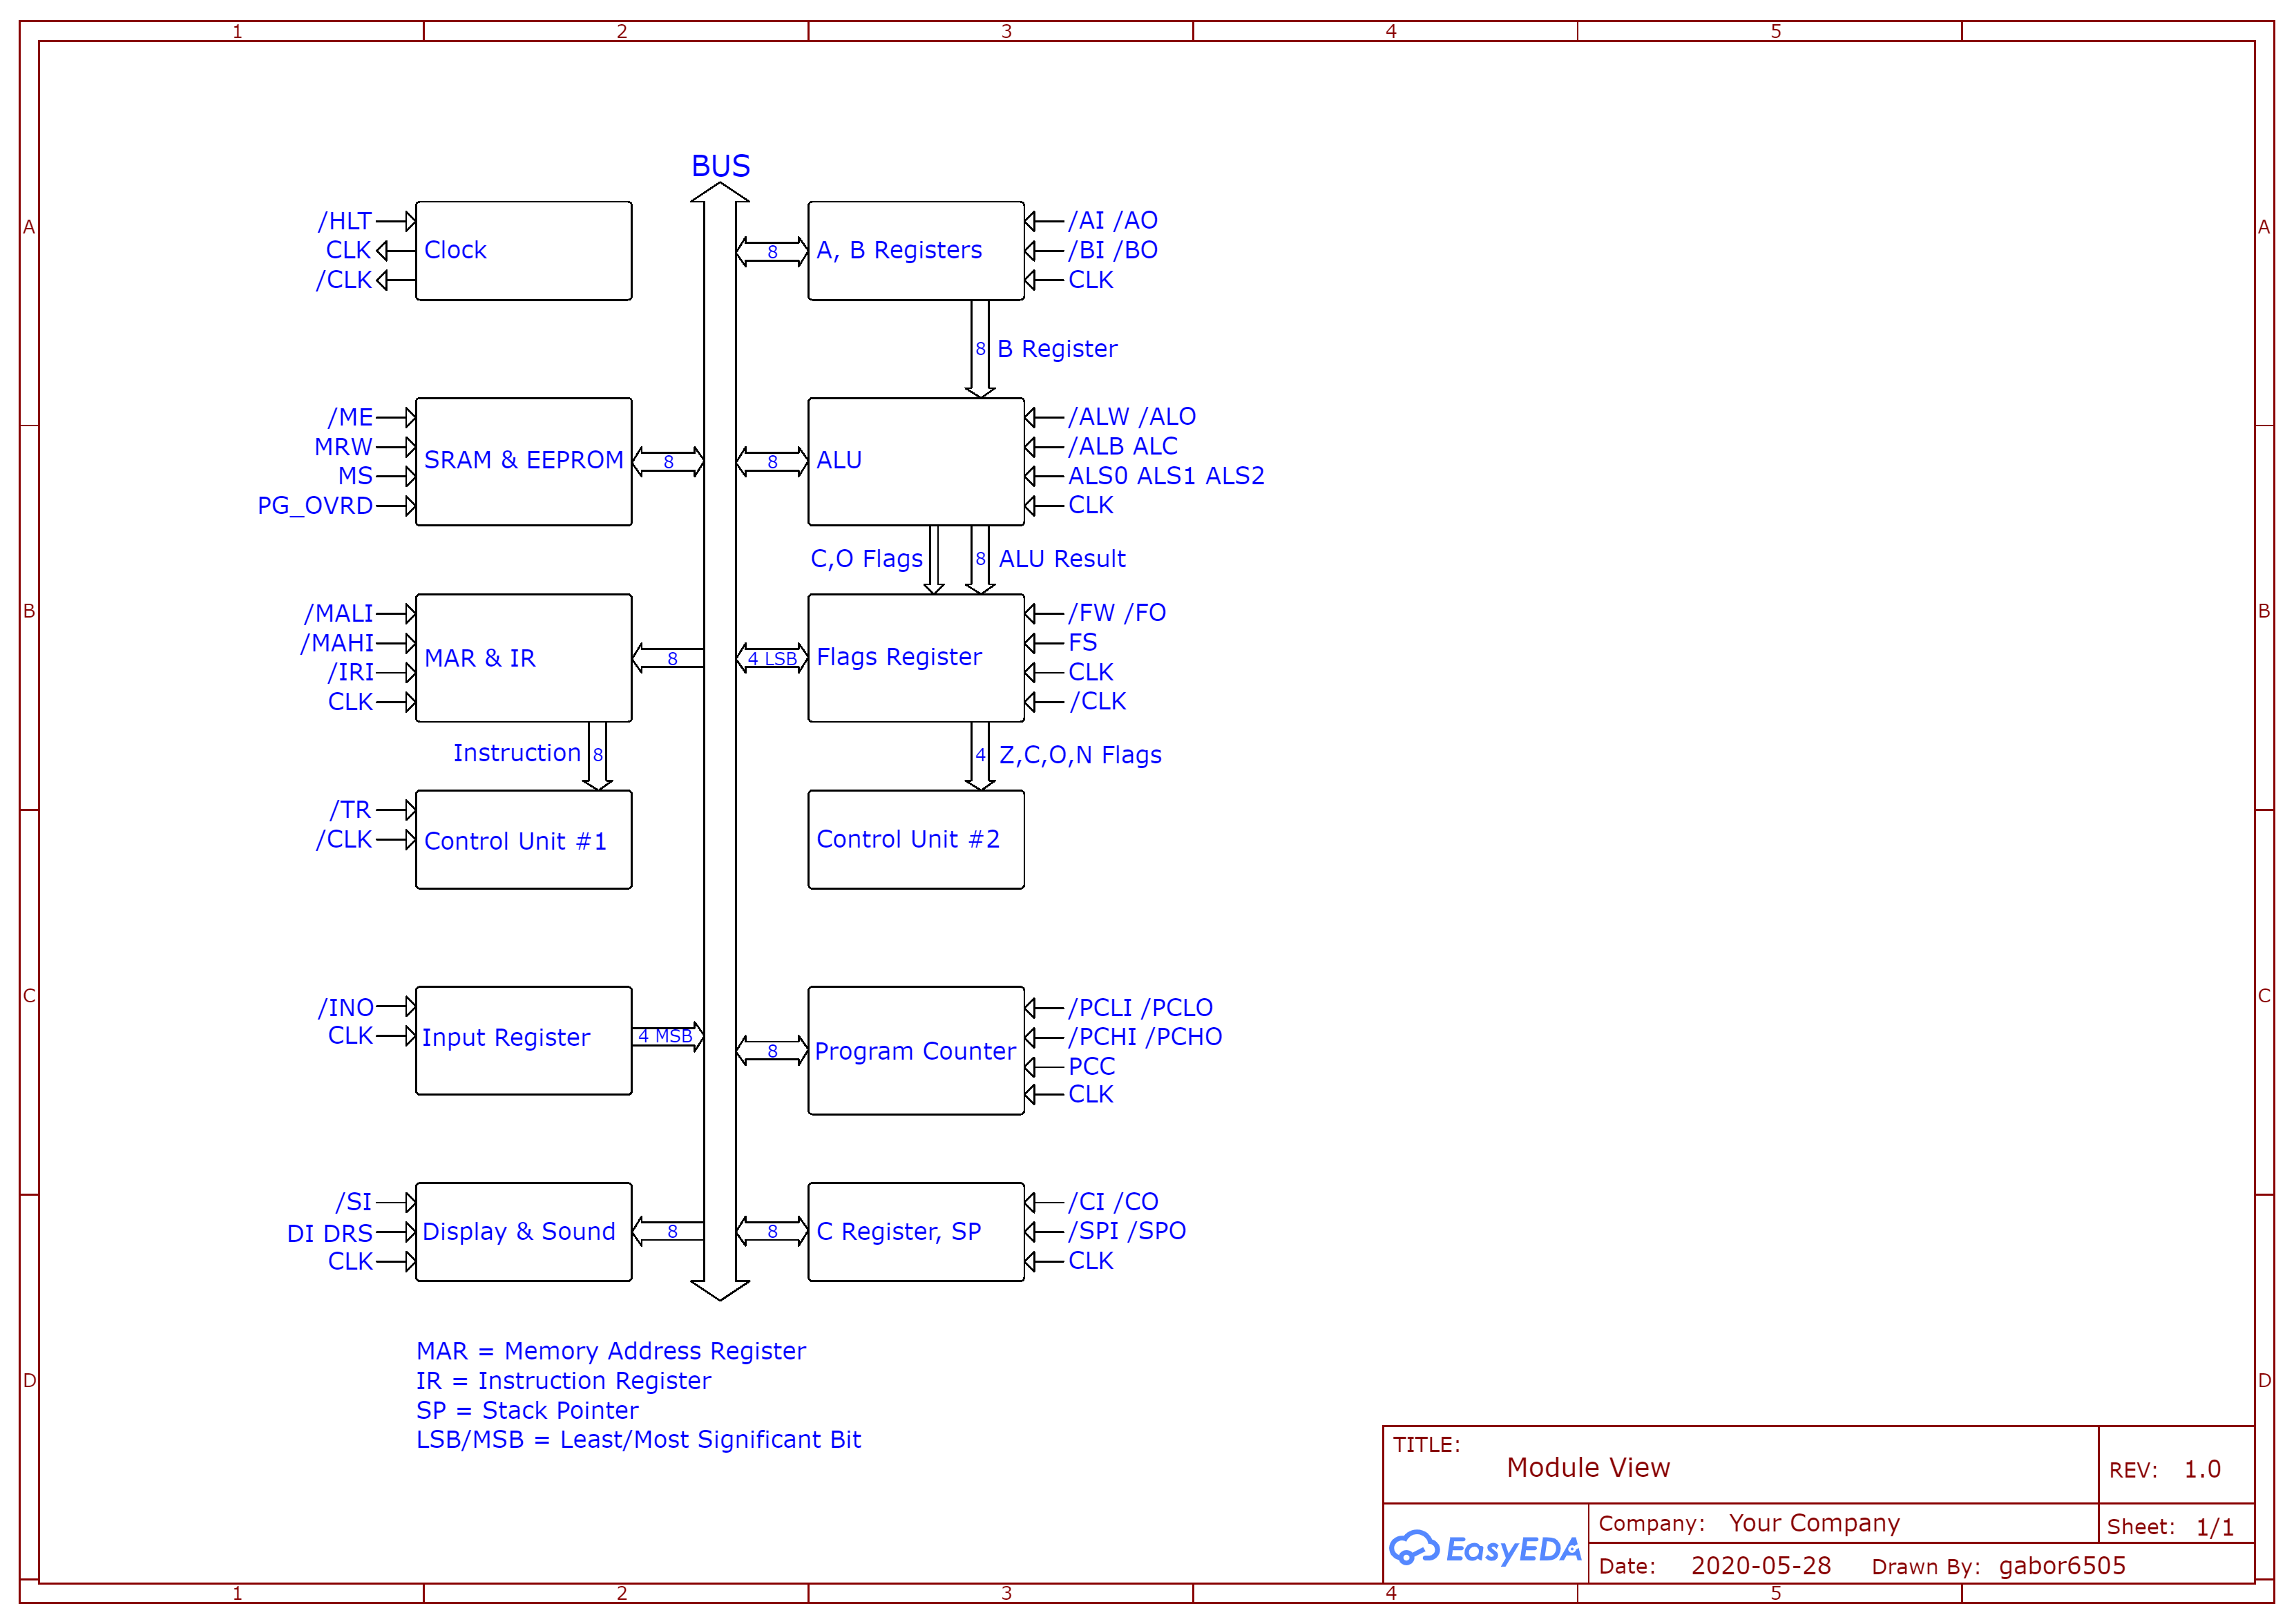 1 2 3 4 5
A A
B B
C C
D D
BUS
/HLT
CLK
/CLK
Clock
8
A, B Registers
/AI /AO
/BI /BO
CLK
8 B Register
/ME
MRW
MS
PG_OVRD
SRAM & EEPROM
8
8
ALU
/ALW /ALO
/ALB ALC
ALS0 ALS1 ALS2
CLK
C,O Flags
8 ALU Result
/MALI
/MAHI
/IRI
CLK
MAR & IR
8
4 LSB
Flags Register
/FW /FO
FS
CLK
/CLK
Instruction 8
4 Z,C,O,N Flags
/TR
/CLK
Control Unit #1
Control Unit #2
/INO
CLK
Input Register
4 MSB
8
Program Counter
/PCLI /PCLO
/PCHI /PCHO
PCC
CLK
/SI
DI DRS
CLK
Display & Sound
8
8
C Register, SP
/CI /CO
/SPI /SPO
CLK
MAR = Memory Address Register
IR = Instruction Register
SP = Stack Pointer
LSB/MSB = Least/Most Significant Bit
TITLE:
Module View
REV: 1.0
EasyEDA
Company: Your Company
Sheet: 1/1
Date: 2020-05-28 Drawn By: gabor6505
1 2 3 4 5